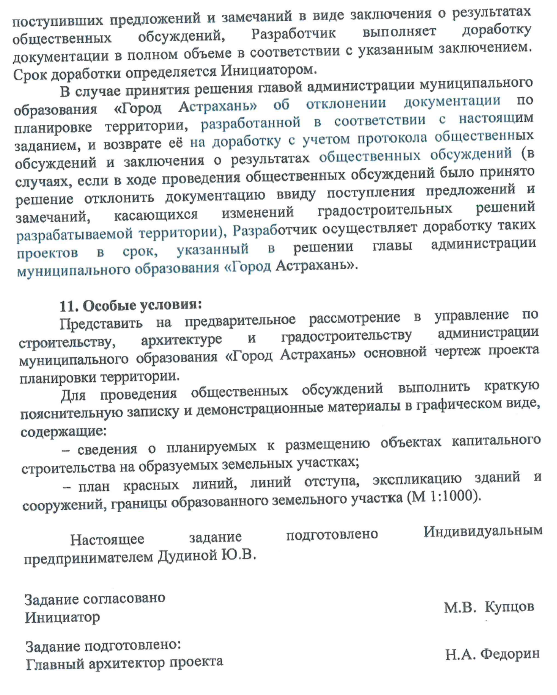 поступивших предложений и замечаний в виде заключения о результатах
общественных обсуждений, Разработчик выполняет доработку
документации в полном объеме в соответствии с указанным заключением.
Срок доработки определяется Инициатором.
В случае принятия решения главой администрации муниципального
образования «Город Астрахань» об отклонении документации по
планировке территории, разработанной в соответствии с настоящим
заданием, и возврате её на доработку с учетом протокола общественных
обсуждений и заключения о результатах общественных обсуждений (в
случаях, если в ходе проведения общественных обсуждений было принято
решение отклонить документацию ввиду поступления предложений и
замечаний, касающихся изменений градостроительных решений
разрабатываемой территории), Разработчик осуществляет доработку таких
проектов в срок, указанный в решении главы администрации
муниципального образования «Город Астрахань».
11. Особые условия:
Представить на предварительное рассмотрение в управление по
строительству, архитектуре и градостроительству администрации
муниципального образования «Город Астрахань» основной чертеж проекта
планировки территории.
Для проведения общественных обсуждений выполнить краткую
пояснительную записку и демонстрационные материалы в графическом виде,
содержащие:
– сведения о планируемых к размещению объектах капитального
строительства на образуемых земельных участках;
– план красных линий, линий отступа, экспликацию зданий и
сооружений, границы образованного земельного участка (М 1:1000).
Настоящее задание подготовлено Индивидуальным
предпринимателем Дудиной Ю.В.
Задание согласовано
Инициатор М.В. Купцов
Задание подготовлено:
Главный архитектор проекта Н.А. Федорин